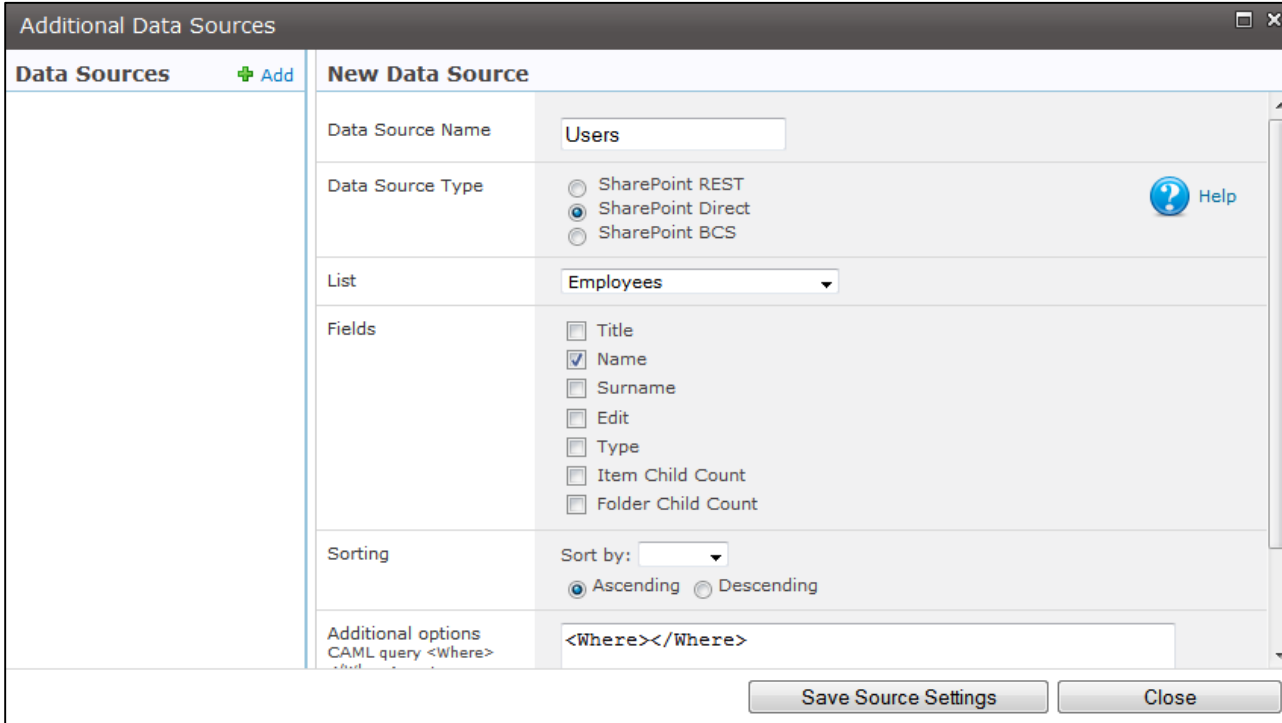 Additional Data Sources
Data Sources Add
New Data Source
Data Source Name Users
Data Source Type
SharePoint REST
SharePoint Direct
SharePoint BCS
Help
List Employees
Fields
Title
Name
Surname
Edit
Type
Item Child Count
Folder Child Count
Sorting Sort by:
Ascending Descending
Additional options
CAML query <Where>
<Where></Where>
Save Source Settings Close